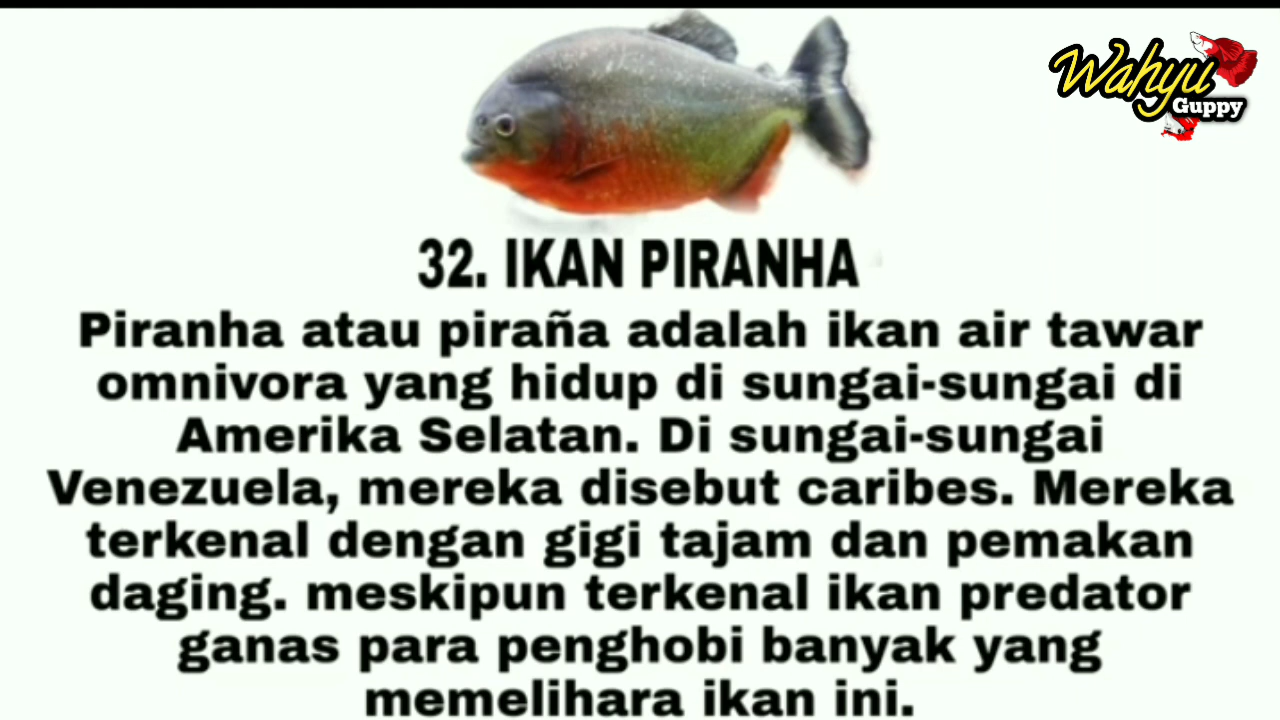 Wahyu
Guppy
32. IKAN PIRANHA
Piranha atau piraña adalah ikan air tawar
omnivora yang hidup di sungai-sungai di
Amerika Selatan. Di sungai-sungai
Venezuela, mereka disebut caribes. Mereka
terkenal dengan gigi tajam dan pemakan
daging. meskipun terkenal ikan predator
ganas para penghobi banyak yang
memelihara ikan ini.